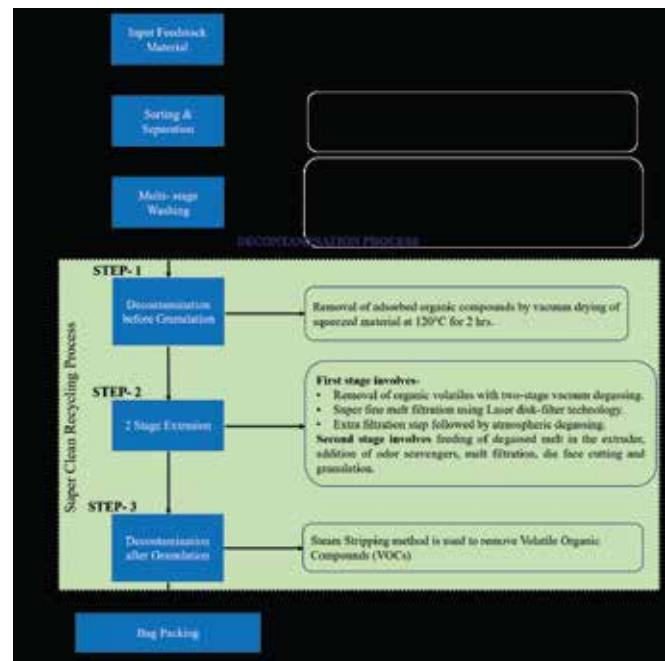 Input Feedstock
Material
Sorting &
Separation
Multi- stage
Washing
DECONTAMINATION PROCESS
STEP- 1
Decontamination
before Granulation
Removal of adsorbed organic compounds by vacuum drying of
squeezed material at 120°C for 2 hrs.
Super Clean Recycling Process
STEP- 2
2 Stage Extrusion
First stage involves-
• Removal of organic volatiles with two-stage vacuum degassing.
• Super fine melt filtration using Laser disk-filter technology.
• Extra filtration step followed by atmospheric degassing.
Second stage involves feeding of degassed melt in the extruder,
addition of odor scavengers, melt filtration, die face cutting and
granulation.
STEP- 3
Decontamination
after Granulation
Steam Stripping method is used to remove Volatile Organic
Compounds (VOCs)
Bag Packing